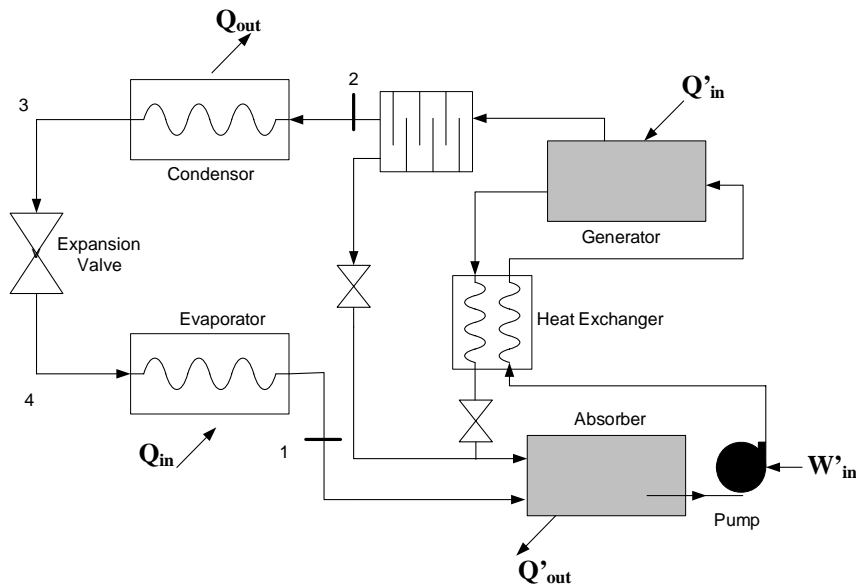 Qout
2
Q'in
3
Condensor
Generator
Expansion
Valve
Evaporator
Heat Exchanger
4
Absorber
1
Qin
W'in
Pump
Q'out